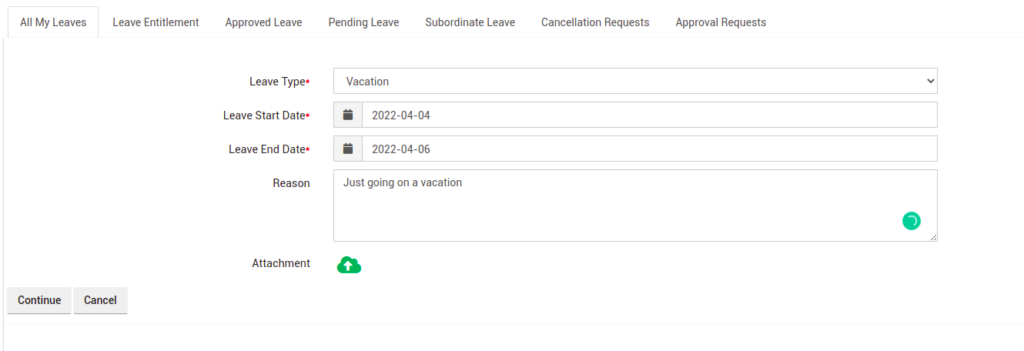 All My Leaves Leave Entitlement Approved Leave Pending Leave Subordinate Leave Cancellation Requests Approval Requests
Leave Type* Vacation
Leave Start Date* 2022-04-04
Leave End Date* 2022-04-06
Reason Just going on a vacation
Attachment
Continue Cancel